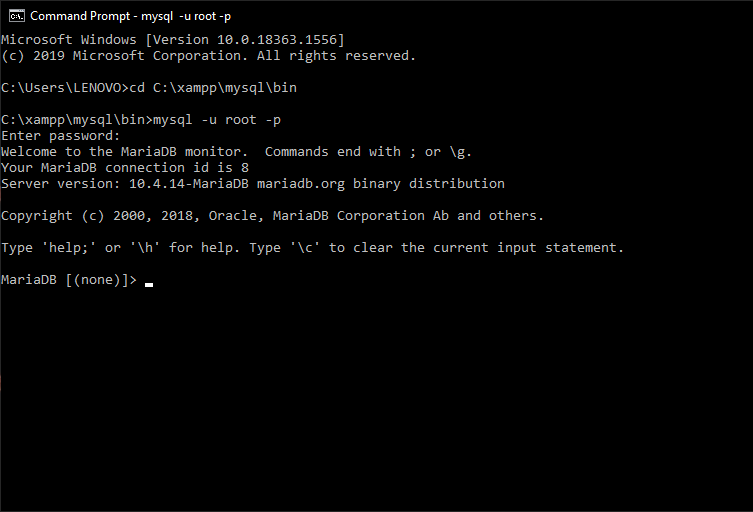 Command Prompt - mysql -u root -p
Microsoft Windows [Version 10.0.18363.1556]
(c) 2019 Microsoft Corporation. All rights reserved.
C:\Users\LENOVO>cd C:\xampp\mysql\bin
C:\xampp\mysql\bin>mysql -u root -p
Enter password:
Welcome to the MariaDB monitor.  Commands end with ; or \g.
Your MariaDB connection id is 8
Server version: 10.4.14-MariaDB mariadb.org binary distribution
Copyright (c) 2000, 2018, Oracle, MariaDB Corporation Ab and others.
Type 'help;' or '\h' for help. Type '\c' to clear the current input statement.
MariaDB [(none)]>